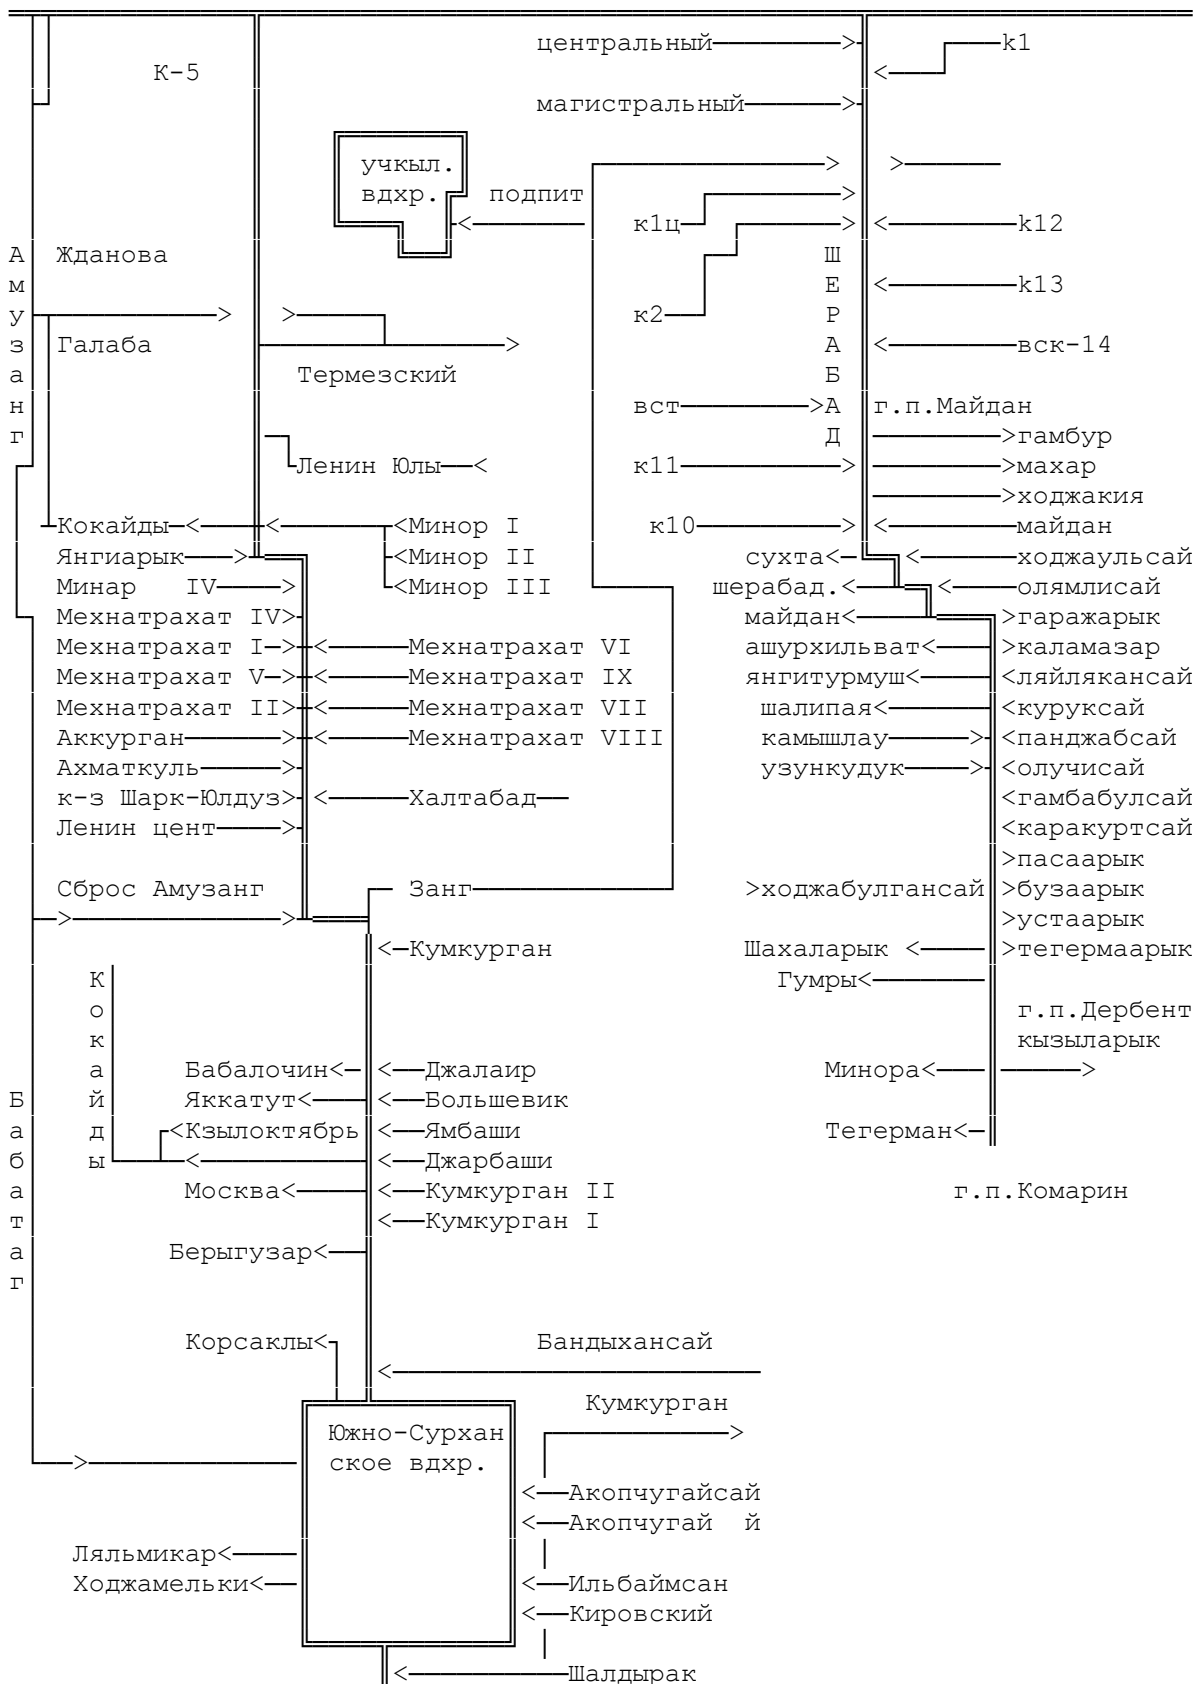 центральный k1
К-5
магистральный
учкыл.
вдхр. подпит
к1ц k12
Амузанг
Жданова
ШЕРАБАД
k13
к2
Галаба вск-14
Термезский
вст г.п.Майдан
гамбур
Ленин Юлы к11 махар
ходжакия
Кокайды Минор I к10 майдан
Янгиарык Минор II сухта ходжаульсай
Минар IV Минор III шерабад. олямлисай
Мехнатрахат IV майдан гаражарык
Мехнатрахат I Мехнатрахат VI ашурхильват каламазар
Мехнатрахат V Мехнатрахат IX янгитурмуш ляйлякансай
Мехнатрахат II Мехнатрахат VII шалипая куруксай
Аккурган Мехнатрахат VIII камышлау панджабсай
Ахматкуль узункудук олучисай
к-з Шарк-Юлдуз Халтабад гамбабулсай
Ленин цент каракуртсай
пасаарык
Сброс Амузанг Занг ходжабулгансай бузаарык
устаарык
Кумкурган Шахаларык тегермаарык
Кокайды
Гумры
г.п.Дербент
кызыларык
Бабалочин Джалаир Минора
Бабатаг
Яккатут Большевик
Кзылоктябрь Ямбаши Тегерман
Джарбаши
Москва Кумкурган II г.п.Комарин
Кумкурган I
Берыгузар
Корсаклы Бандыхансай
Кумкурган
Южно-Сурхан
ское вдхр.
Акопчугайсай
Акопчугай й
Ляльмикар
Ходжамельки Ильбаймсан
Кировский
Шалдырак